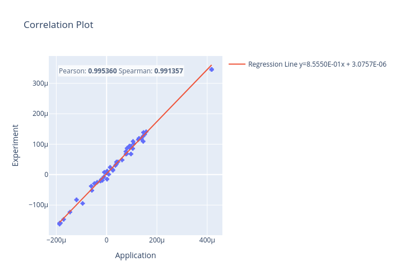 Correlation Plot
Pearson: 0.995360 Spearman: 0.991357
Regression Line y=8.5550E-01x + 3.0757E-06
300μ
200μ
100μ
0
−100μ
Experiment
−200μ
0
200μ
400μ
Application